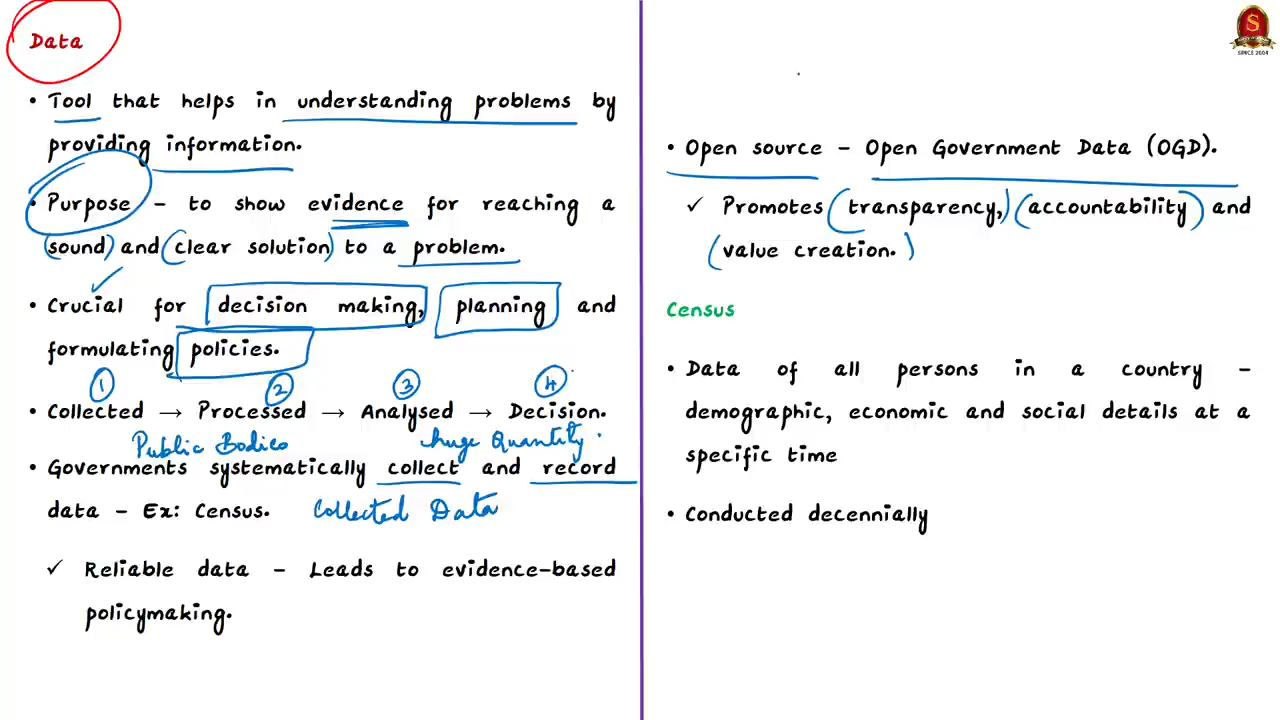 Data
• Tool that helps in understanding problems by
providing information.
• Purpose - to show evidence for reaching a
sound and clear solution to a problem.
• Crucial for decision making, planning and
formulating policies.
① ② ③ ④
• Collected → Processed → Analysed → Decision.
Public Bodies huge Quantity
• Governments systematically collect and record
data - Ex: Census. Collected Data
✓ Reliable data - Leads to evidence-based
policymaking.
S
SINCE 2004
• Open source - Open Government Data (OGD).
✓ Promotes (transparency,) (accountability) and
(value creation.)
Census
• Data of all persons in a country -
demographic, economic and social details at a
specific time
• Conducted decennially